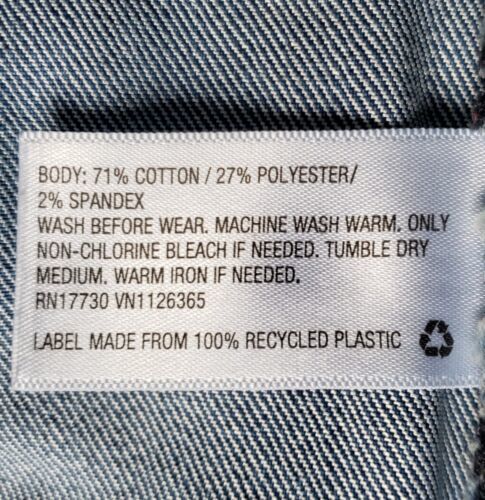 BODY: 71% COTTON / 27% POLYESTER/
2% SPANDEX
WASH BEFORE WEAR. MACHINE WASH WARM. ONLY
NON-CHLORINE BLEACH IF NEEDED. TUMBLE DRY
MEDIUM. WARM IRON IF NEEDED.
RN17730 VN1126365
LABEL MADE FROM 100% RECYCLED PLASTIC